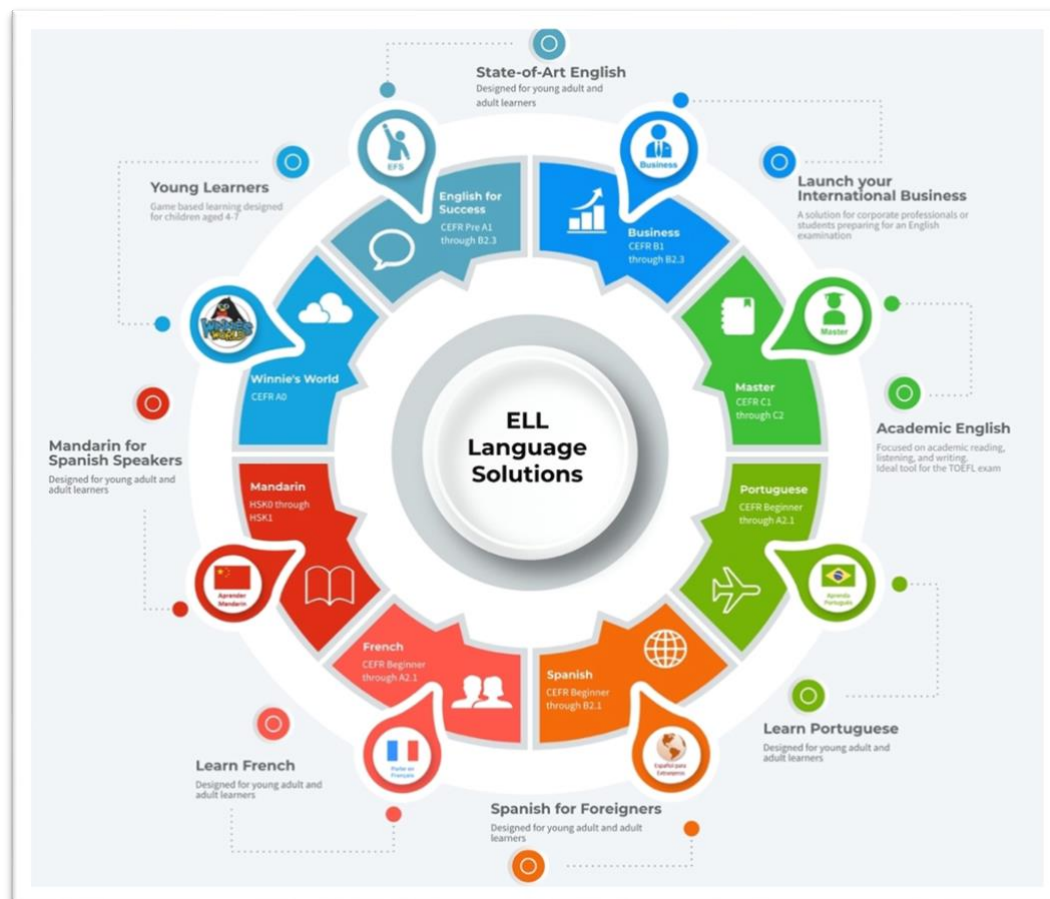 State-of-Art English
Designed for young adult and
adult learners
EFS
English for
Success
CEFR Pre A1
through B2.3
Business
Business
CEFR B1
through B2.3
Launch your
International Business
A solution for corporate professionals or
students preparing for an English
examination
Young Learners
Game based learning designed
for children aged 4-7
WINNIE'S
WORLD
Winnie's World
CEFR A0
Master
Master
CEFR C1
through C2
Academic English
Focused on academic reading,
listening, and writing.
Ideal tool for the TOEFL exam
ELL
Language
Solutions
Mandarin for
Spanish Speakers
Designed for young adult and
adult learners
Mandarin
HSK0 through
HSK1
Aprender
Mandarin
Portuguese
CEFR Beginner
through A2.1
Aprenda
Portugués
Learn Portuguese
Designed for young adult and
adult learners
French
CEFR Beginner
through A2.1
Parler en
Français
Learn French
Designed for young adult and
adult learners
Spanish
CEFR Beginner
through B2.1
Español para
Extranjeros
Spanish for Foreigners
Designed for young adult and adult
learners